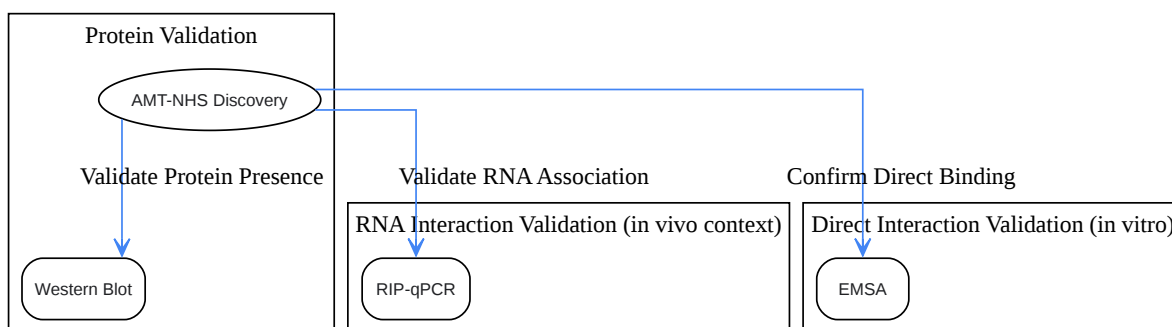 Protein Validation
AMT-NHS Discovery
Validate Protein Presence
Validate RNA Association
Confirm Direct Binding
RNA Interaction Validation (in vivo context)
Direct Interaction Validation (in vitro)
Western Blot
RIP-qPCR
EMSA